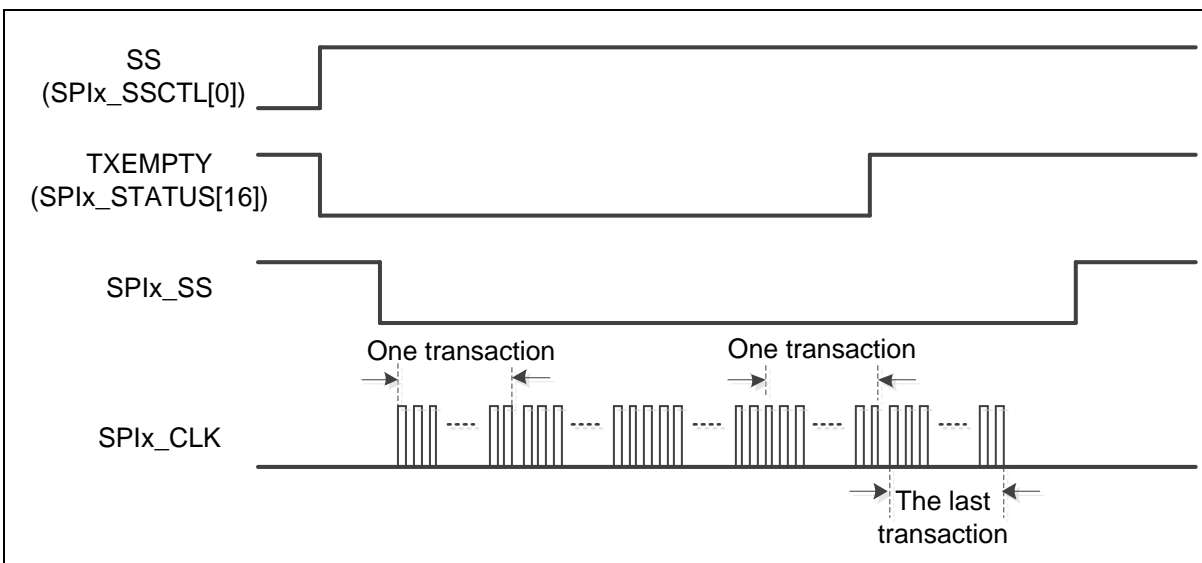 SS
(SPIx_SSCTL[0])
TXEMPTY
(SPIx_STATUS[16])
SPIx_SS
One transaction
One transaction
SPIx_CLK
The last
transaction